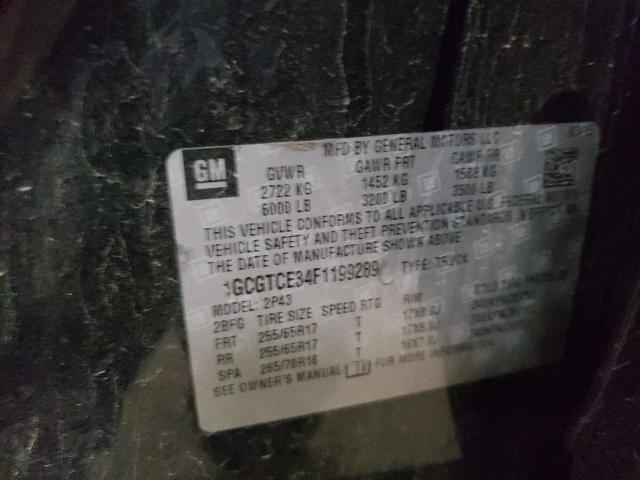 GM
MFD BY GENERAL MOTORS LLC
GVWR GAWR FRT GAWR RR
2722 KG 1452 KG 1588 KG
6000 LB 3200 LB 3500 LB
THIS VEHICLE CONFORMS TO ALL APPLICABLE U.S. FEDERAL MOTOR
VEHICLE SAFETY AND THEFT PREVENTION STANDARDS IN EFFECT ON
THE DATE OF MANUFACTURE SHOWN ABOVE
1GCGTCE34F1199289 TYPE: TRUCK
MODEL: 2P43
2BFG TIRE SIZE SPEED RTG RIM COLD TIRE PRESSURE
FRT 255/65R17 T 17X8.0J
RR 255/65R17 T 17X8.0J
SPA 265/70R16 T 16X7.0J
SEE OWNER'S MANUAL FOR MORE INFORMATION